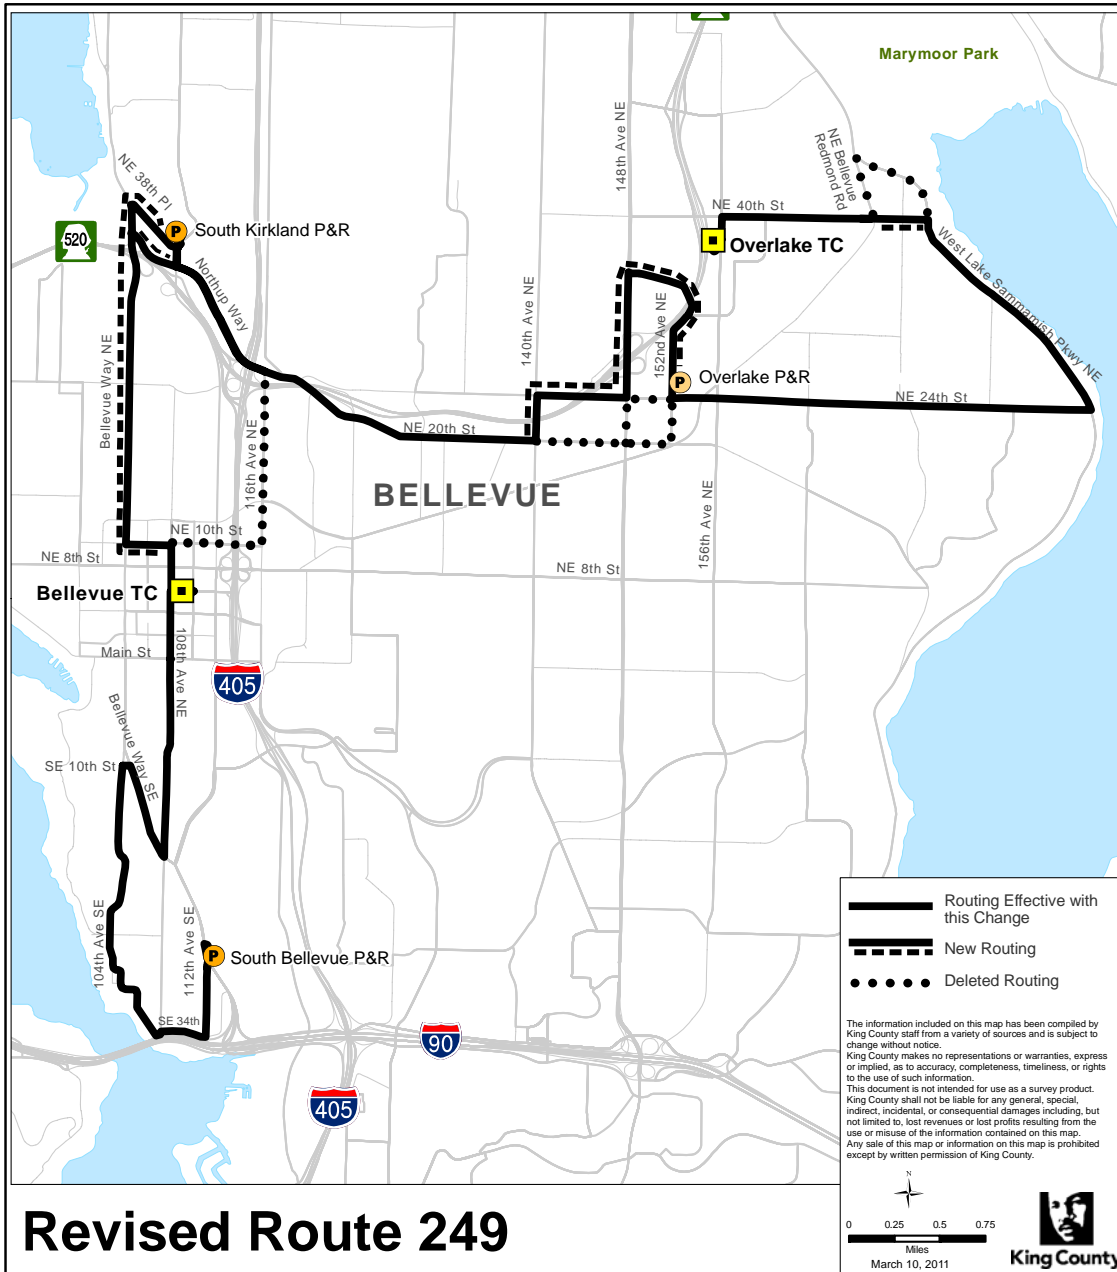 Marymoor Park
148th Ave NE
NE Bellevue
Redmond Rd
NE 38th Pl
NE 40th St
520
P
South Kirkland P&R
Overlake TC
West Lake Sammamish Pkwy NE
Northup Way
140th Ave NE
152nd Ave NE
Bellevue Way NE
P
Overlake P&R
NE 24th St
NE 20th St
116th Ave NE
BELLEVUE
156th Ave NE
NE 10th St
NE 8th St
NE 8th St
Bellevue TC
108th Ave NE
Main St
405
Bellevue Way SE
SE 10th St
104th Ave SE
112th Ave SE
P
South Bellevue P&R
SE 34th
90
405
Routing Effective with
this Change
New Routing
Deleted Routing
The information included on this map has been compiled by
King County staff from a variety of sources and is subject to
change without notice.
King County makes no representations or warranties, express
or implied, as to accuracy, completeness, timeliness, or rights
to the use of such information.
This document is not intended for use as a survey product.
King County shall not be liable for any general, special,
indirect, incidental, or consequential damages including, but
not limited to, lost revenues or lost profits resulting from the
use or misuse of the information contained on this map.
Any sale of this map or information on this map is prohibited
except by written permission of King County.
N
0 0.25 0.5 0.75
Miles
March 10, 2011
King County
Revised Route 249